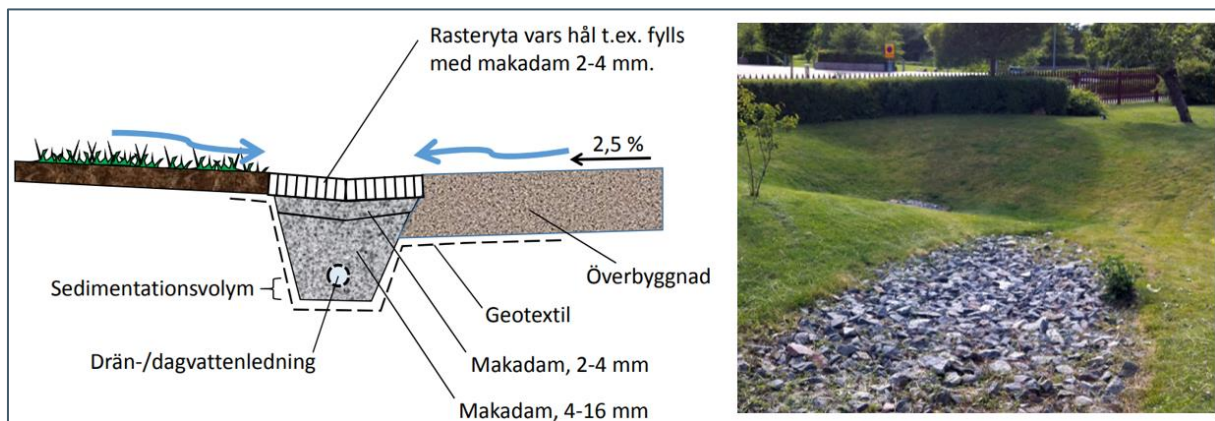 Rasteryta vars hål t.ex. fylls
med makadam 2-4 mm.
2,5 %
Sedimentationsvolym
Överbyggnad
Geotextil
Drän-/dagvattenledning
Makadam, 2-4 mm
Makadam, 4-16 mm